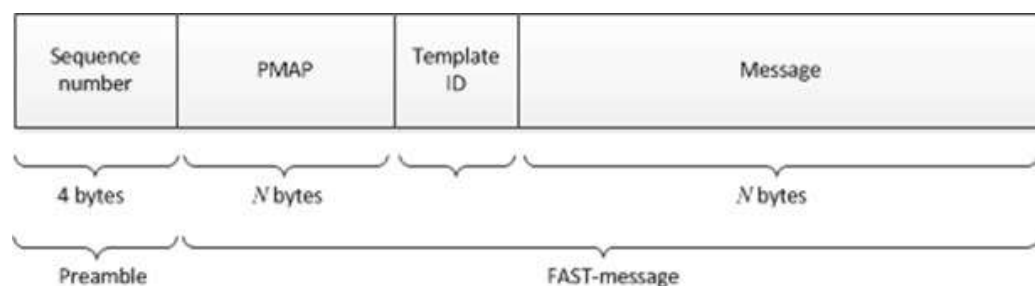 Sequence
number
PMAP
Template
ID
Message
4 bytes
N bytes
N bytes
Preamble
FAST-message